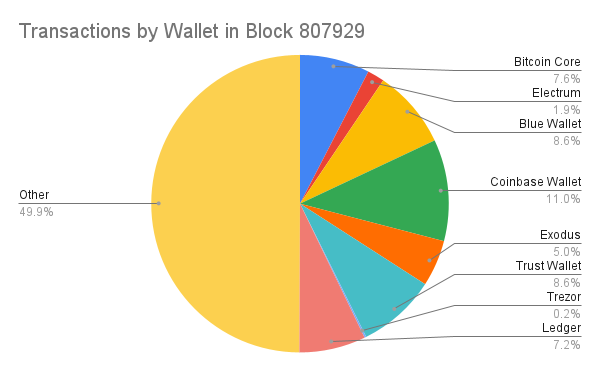 Transactions by Wallet in Block 807929
Bitcoin Core
7.6%
Electrum
1.9%
Blue Wallet
8.6%
Coinbase Wallet
11.0%
Exodus
5.0%
Trust Wallet
8.6%
Trezor
0.2%
Ledger
7.2%
Other
49.9%